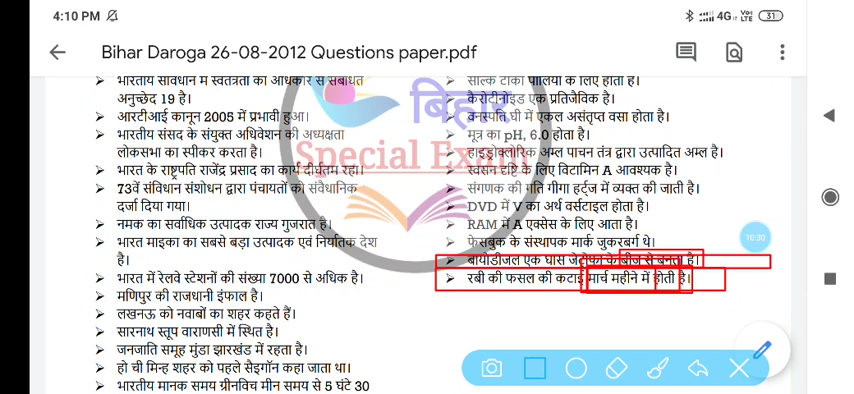 4:10 PM
4G
Vo) LTE
31
Bihar Daroga 26-08-2012 Questions paper.pdf
भारतीय संविधान में स्वतंत्रता का अधिकार से संबंधित
अनुच्छेद 19 है।
आरटीआई कानून 2005 में प्रभावी हुआ।
भारतीय संसद के संयुक्त अधिवेशन की अध्यक्षता
लोकसभा का स्पीकर करता है।
भारत के राष्ट्रपति राजेंद्र प्रसाद का कार्य दीर्घतम रहा।
73वें संविधान संशोधन द्वारा पंचायतों को संवैधानिक
दर्जा दिया गया।
नमक का सर्वाधिक उत्पादक राज्य गुजरात है।
भारत माइका का सबसे बड़ा उत्पादक एवं निर्यातक देश
है।
भारत में रेलवे स्टेशनों की संख्या 7000 से अधिक है।
मणिपुर की राजधानी इंफाल है।
लखनऊ को नवाबों का शहर कहते हैं।
सारनाथ स्तूप वाराणसी में स्थित है।
जनजाति समूह मुंडा झारखंड में रहता है।
हो ची मिन्ह शहर को पहले सैइगॉन कहा जाता था।
भारतीय मानक समय ग्रीनविच मीन समय से 5 घंटे 30
साल्क टीका पोलियो के लिए होता है।
कैरोटीनॉइड एक प्रतिजैविक है।
वनस्पति घी में एकल असंतृप्त वसा होता है।
मूत्र का pH, 6.0 होता है।
हाइड्रोक्लोरिक अम्ल पाचन तंत्र द्वारा उत्पादित अम्ल है।
दृष्टि के लिए विटामिन A आवश्यक है।
संगणक की गति गीगा हर्ट्ज में व्यक्त की जाती है।
DVD में V का अर्थ वर्सटाइल होता है।
RAM में A एक्सेस के लिए आता है।
फेसबुक के संस्थापक मार्क जुकरबर्ग थे।
बायोडीजल एक घास जेट्रोफा के बीज से बनता है।
रबी की फसल की कटाई मार्च महीने में होती है।
बिहार
Special Exam
10:30